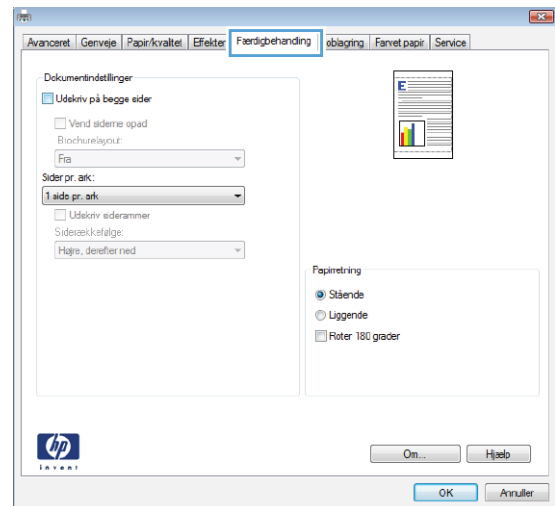 Avanceret Genveje Papir/kvalitet Effekter Færdigbehandling oblagring Farvet papir Service
Dokumentindstillinger
Udskriv på begge sider
Vend siderne opad
Brochurelayout:
Fra
Sider pr. ark:
1 side pr. ark
Udskriv siderammer
Siderækkefølge:
Højre, derefter ned
E
Papirretning
Stående
Liggende
Roter 180 grader
hp
invent
Om... Hjælp
OK Annuller